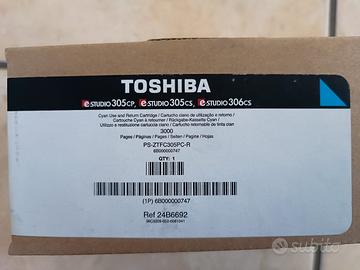 TOSHIBA
e-STUDIO305CP, e-STUDIO305CS, e-STUDIO306CS
Cyan Use and Return Cartridge / Cartucho ciano de utilização e retorno /
Cartouche Cyan à retourner / Rückgabe-Kassette Cyan /
Utilizzo e restituzione cartuccia ciano / Cartucho retornable de tinta cian
3000
Pages / Páginas / Seiten / Pagine / Hojas
PS-ZTFC305PC-R
6B000000747
QTY: 1
(1P) 6B000000747
Ref 24B6692
subito